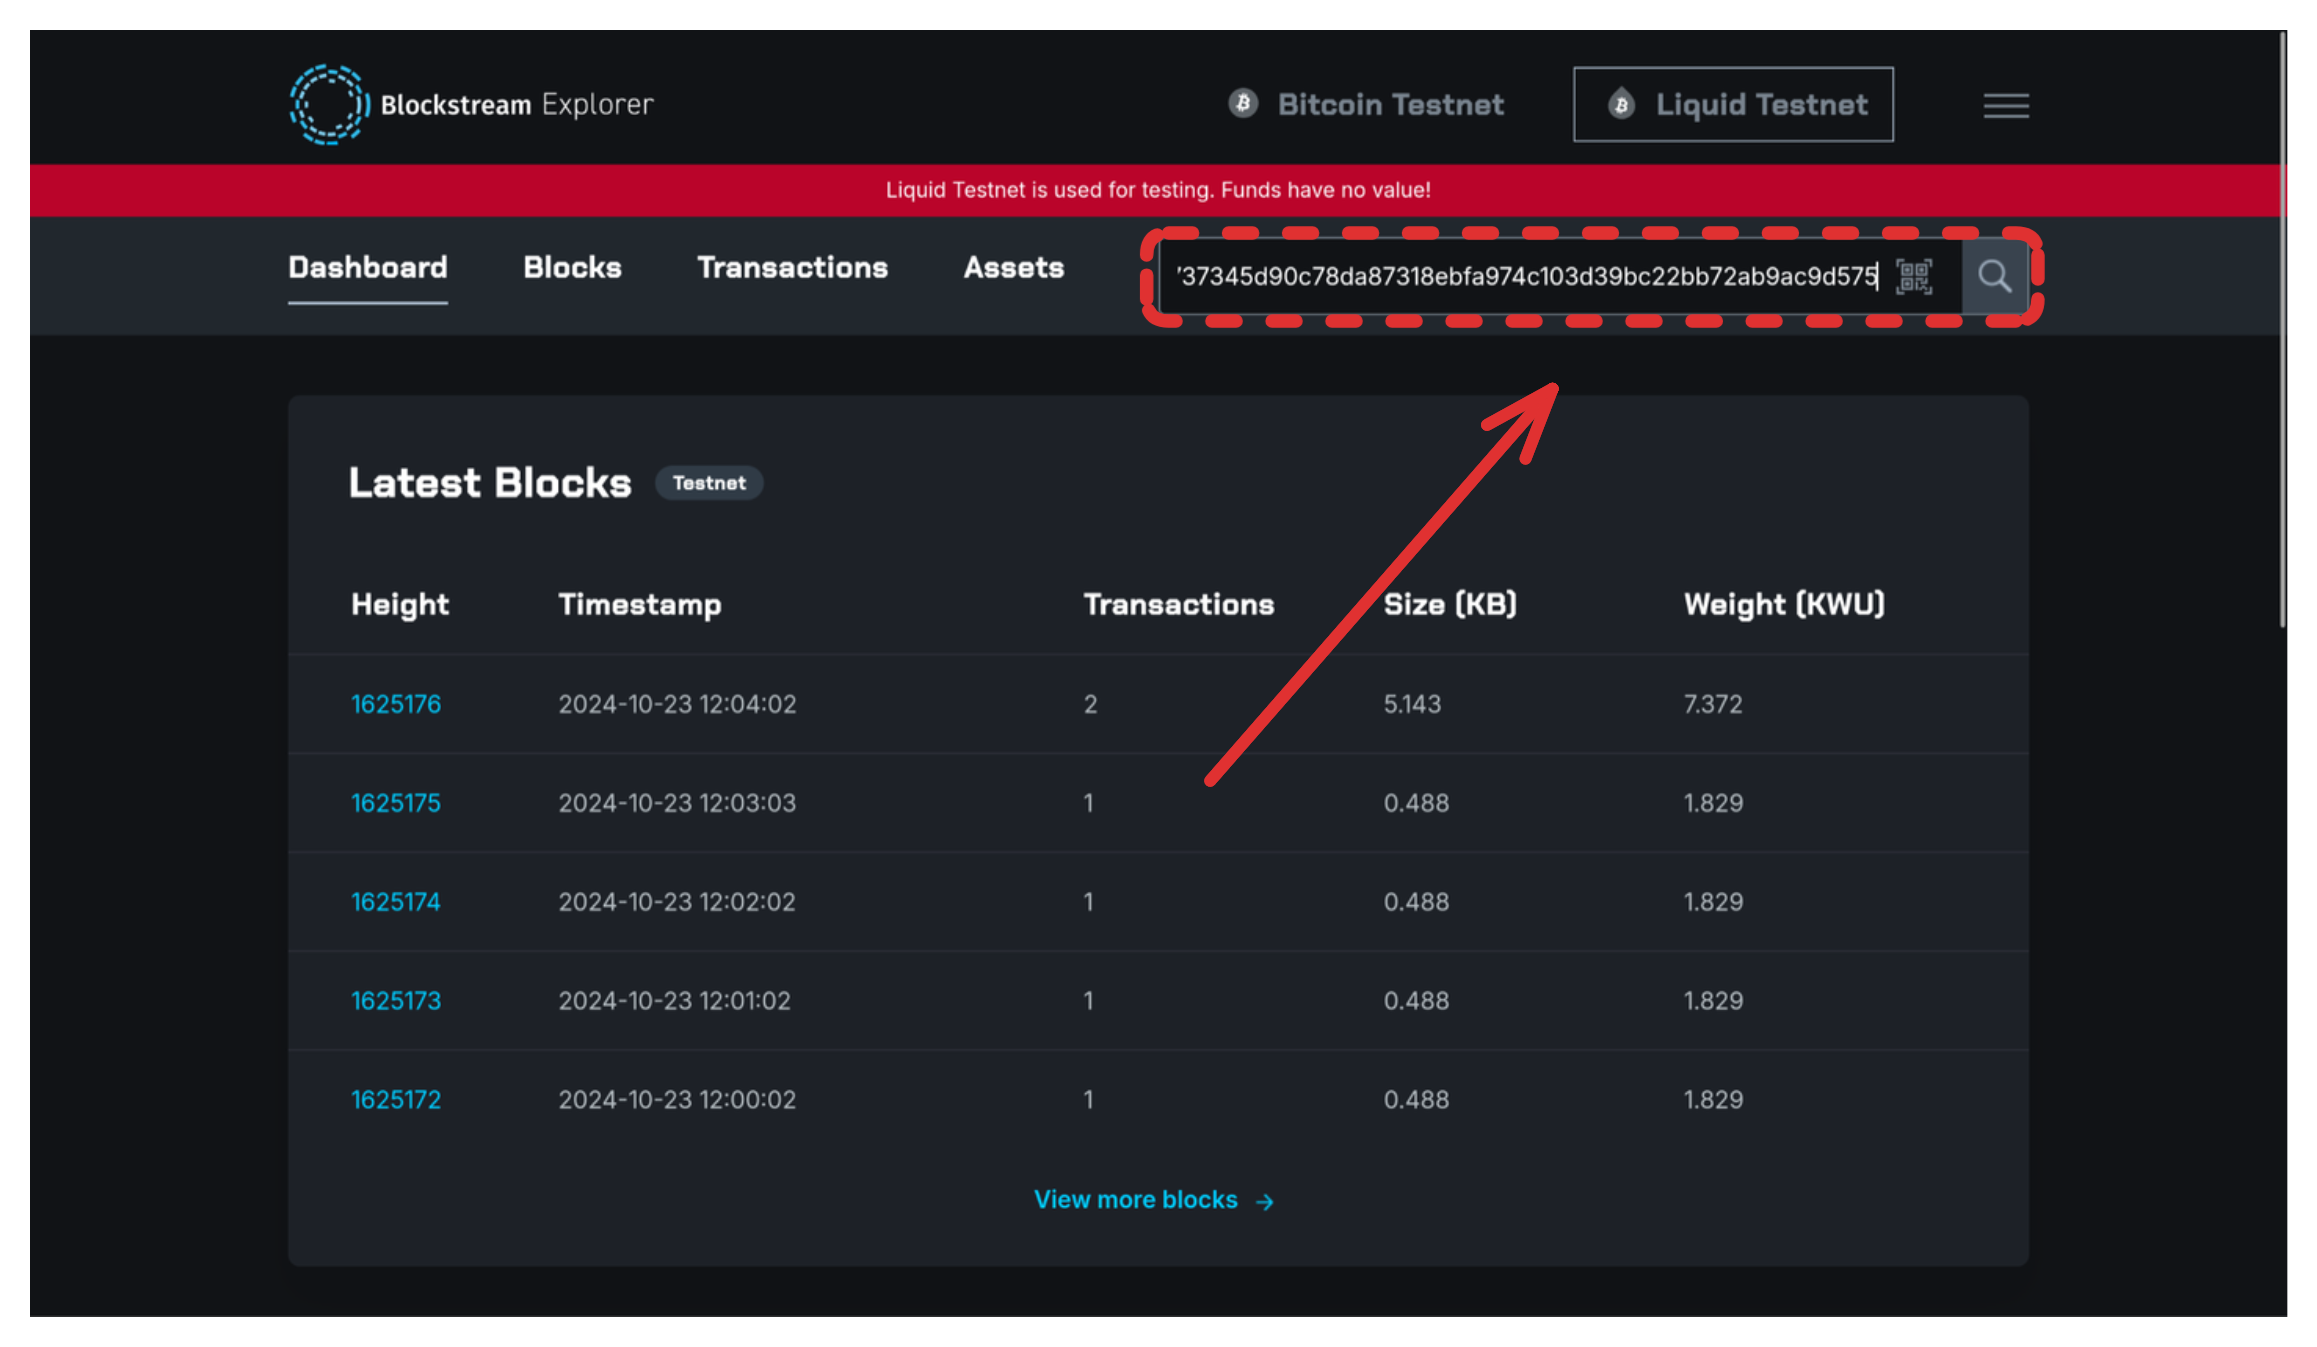 Blockstream Explorer
Bitcoin Testnet
Liquid Testnet
Liquid Testnet is used for testing. Funds have no value!
Dashboard Blocks Transactions Assets
37345d90c78da87318ebfa974c103d39bc22bb72ab9ac9d575
Latest Blocks Testnet
Height Timestamp Transactions Size (KB) Weight (KWU)
1625176 2024-10-23 12:04:02 2 5.143 7.372
1625175 2024-10-23 12:03:03 1 0.488 1.829
1625174 2024-10-23 12:02:02 1 0.488 1.829
1625173 2024-10-23 12:01:02 1 0.488 1.829
1625172 2024-10-23 12:00:02 1 0.488 1.829
View more blocks →